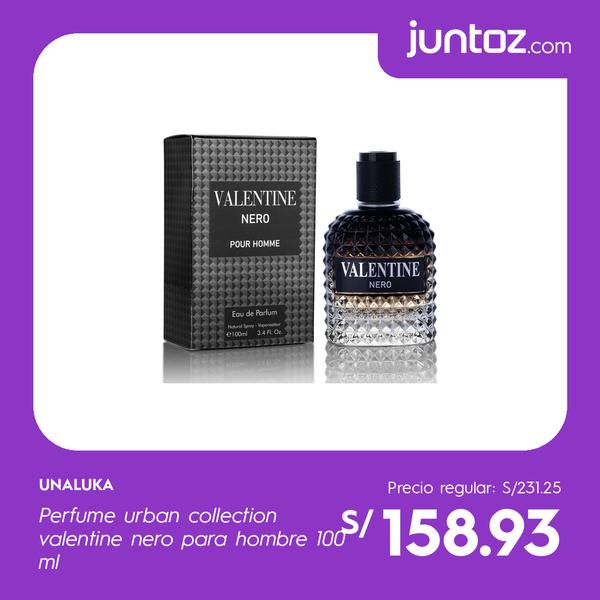 juntoz.com
VALENTINE
NERO
POUR HOMME
Eau de Parfum
Natural Spray - Vaporisateur
℮100ml 3.4 Fl. Oz.
VALENTINE
NERO
UNALUKA
Perfume urban collection
valentine nero para hombre 100
ml
Precio regular: S/231.25
S/ 158.93